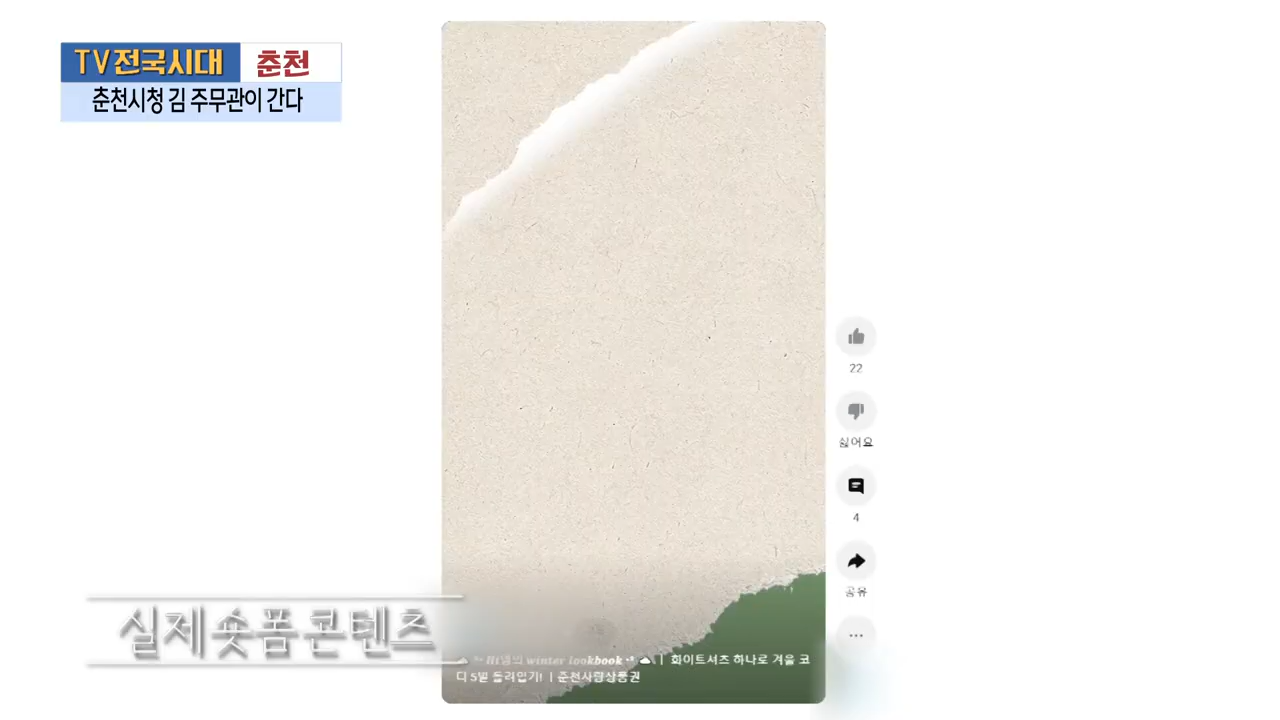 TV전국시대 춘천
춘천시청 김 주무관이 간다
22
싫어요
4
공유
실제 숏폼 콘텐츠
winter lookbook | 화이트셔츠 하나로 겨울 코
디 5벌 돌려입기! | 춘천사랑상품권